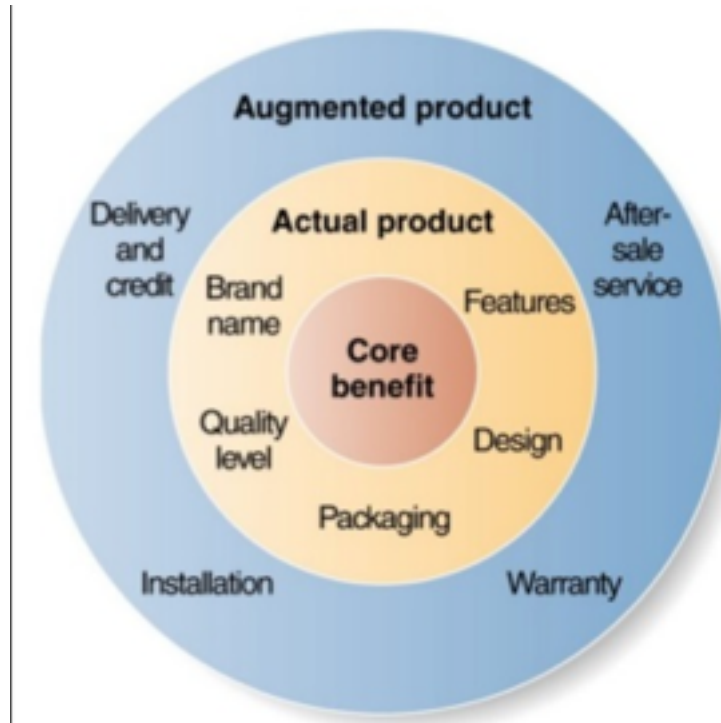 Augmented product
Delivery
and
credit
After-
sale
service
Actual product
Brand
name
Features
Core
benefit
Quality
level
Design
Packaging
Installation
Warranty